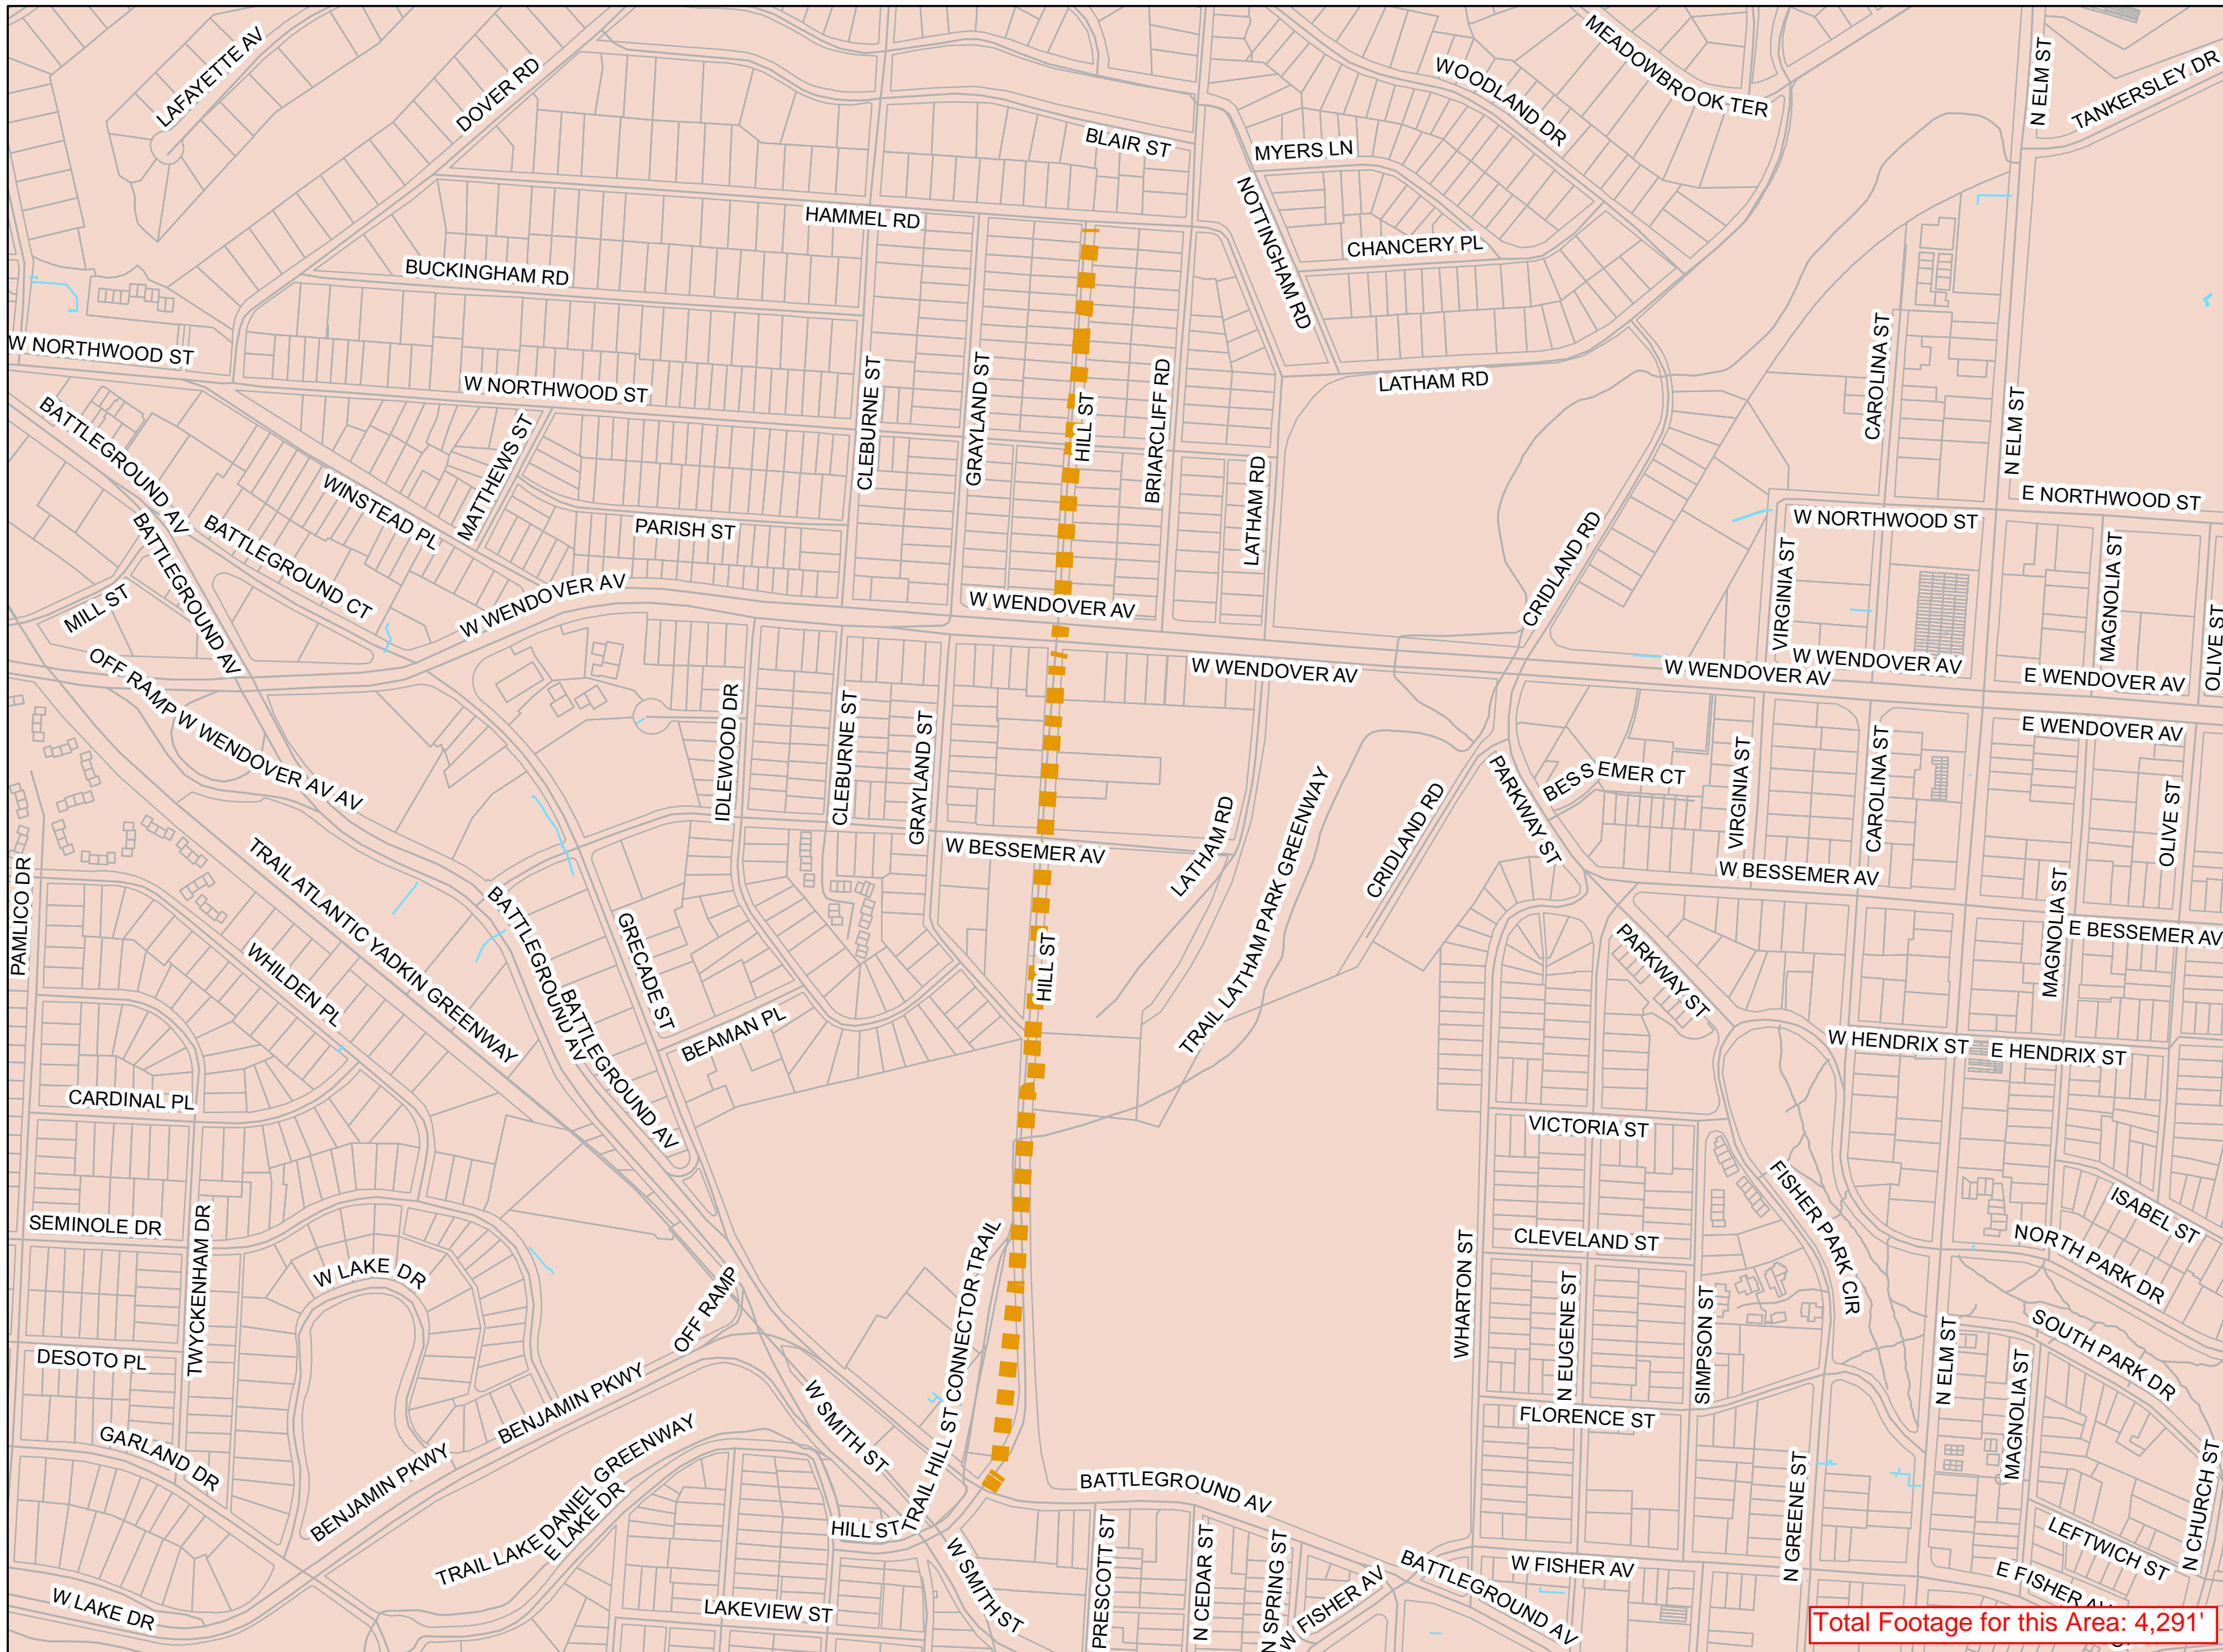 LAFAYETTE AV
DOVER RD
MEADOWBROOK TER
WOODLAND DR
N ELM ST
TANKERSLEY DR
BLAIR ST
MYERS LN
HAMMEL RD
NOTTINGHAM RD
CHANCERY PL
BUCKINGHAM RD
W NORTHWOOD ST
W NORTHWOOD ST
CLEBURNE ST
GRAYLAND ST
HILL ST
BRIARCLIFF RD
LATHAM RD
CAROLINA ST
N ELM ST
BATTLEGROUND AV
MATTHEWS ST
WINSTEAD PL
LATHAM RD
E NORTHWOOD ST
W NORTHWOOD ST
BATTLEGROUND AV
BATTLEGROUND CT
PARISH ST
CRIDLAND RD
VIRGINIA ST
MAGNOLIA ST
OLIVE ST
MILL ST
W WENDOVER AV
W WENDOVER AV
W WENDOVER AV
W WENDOVER AV
W WENDOVER AV
E WENDOVER AV
E WENDOVER AV
OFF RAMP W WENDOVER AV AV
IDLEWOOD DR
CLEBURNE ST
GRAYLAND ST
W BESSEMER AV
LATHAM RD
TRAIL LATHAM PARK GREENWAY
CRIDLAND RD
PARKWAY ST
BESSEMER CT
VIRGINIA ST
CAROLINA ST
OLIVE ST
W BESSEMER AV
MAGNOLIA ST
E BESSEMER AV
PAMLICO DR
TRAIL ATLANTIC YADKIN GREENWAY
WHILDEN PL
BATTLEGROUND AV
BATTLEGROUND AV
GRECADE ST
BEAMAN PL
HILL ST
PARKWAY ST
W HENDRIX ST
E HENDRIX ST
CARDINAL PL
VICTORIA ST
FISHER PARK CIR
ISABEL ST
SEMINOLE DR
TWYCKENHAM DR
W LAKE DR
CLEVELAND ST
NORTH PARK DR
WHARTON ST
N EUGENE ST
SIMPSON ST
OFF RAMP
DESOTO PL
BENJAMIN PKWY
TRAIL HILL ST CONNECTOR TRAIL
N ELM ST
SOUTH PARK DR
MAGNOLIA ST
W SMITH ST
FLORENCE ST
GARLAND DR
BENJAMIN PKWY
TRAIL LAKE DANIEL GREENWAY
E LAKE DR
BATTLEGROUND AV
N GREENE ST
N CHURCH ST
HILL ST
W SMITH ST
PRESCOTT ST
N CEDAR ST
N SPRING ST
W FISHER AV
BATTLEGROUND AV
W FISHER AV
LEFTWICH ST
E FISHER AV
W LAKE DR
LAKEVIEW ST
Total Footage for this Area: 4,291'